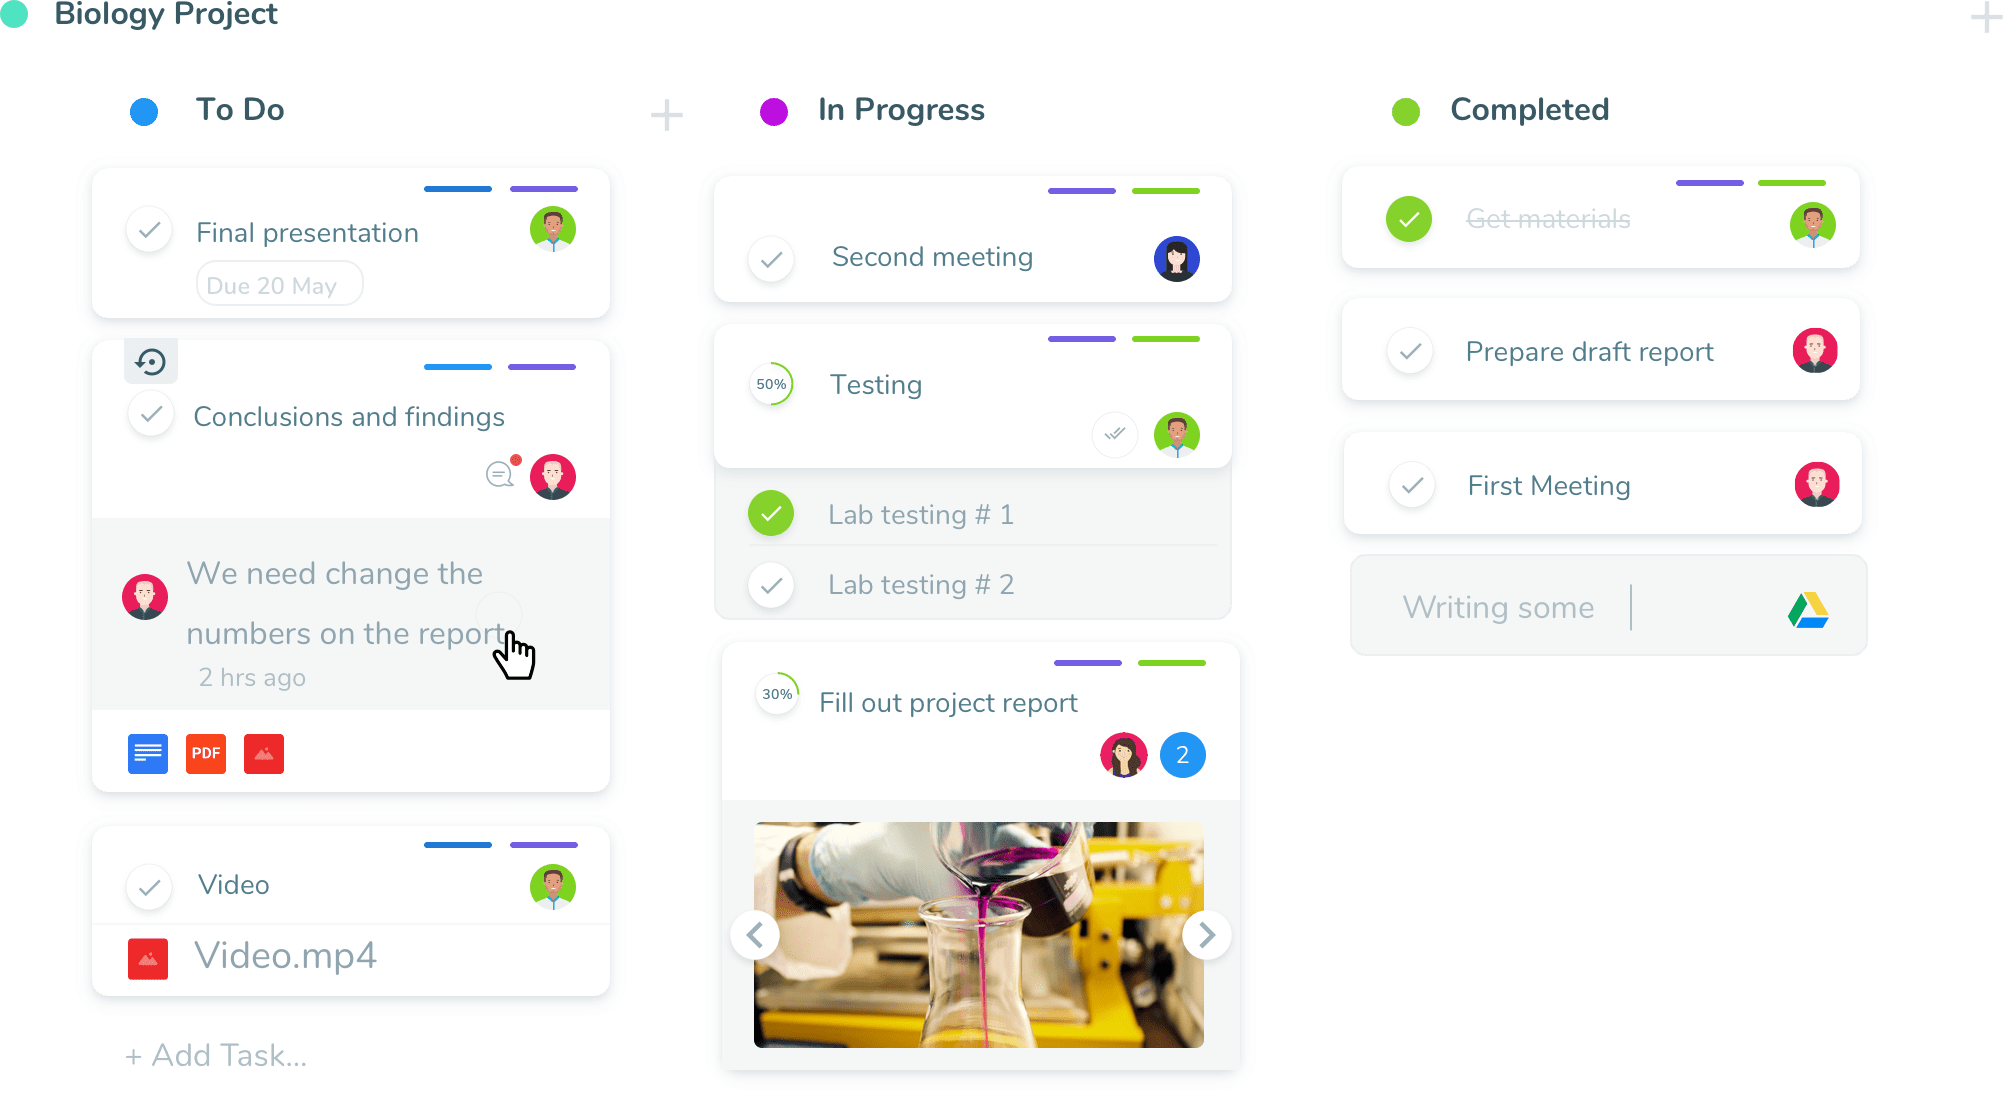 Biology Project
To Do
Final presentation
Due 20 May
Conclusions and findings
We need change the
numbers on the report
2 hrs ago
PDF
Video
Video.mp4
+ Add Task...
In Progress
Second meeting
50%
Testing
Lab testing # 1
Lab testing # 2
30%
Fill out project report
2
Completed
Get materials
Prepare draft report
First Meeting
Writing some